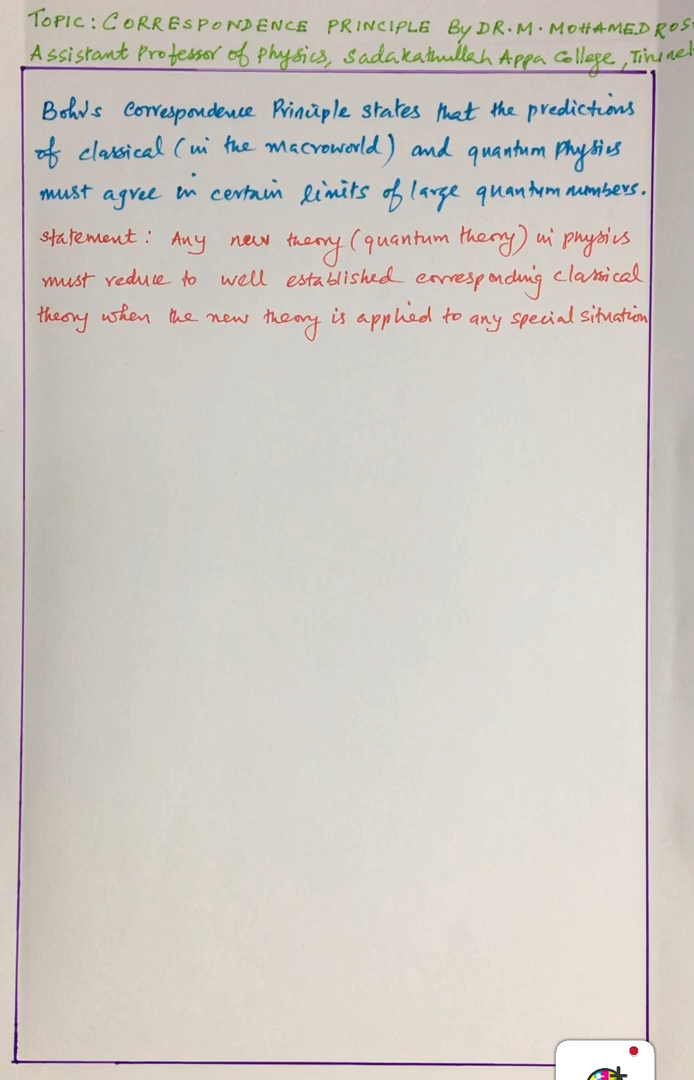 TOPIC: CORRESPONDENCE PRINCIPLE By DR. M. MOHAMED ROS
Assistant Professor of Physics, Sadakathullah Appa College, Tirunel
Bohr's Correspondence Principle states that the predictions
of classical (in the macroworld) and quantum physics
must agree in certain limits of large quantum numbers.
Statement: Any new theory (quantum theory) in physics
must reduce to well established corresponding classical
theory when the new theory is applied to any special situation